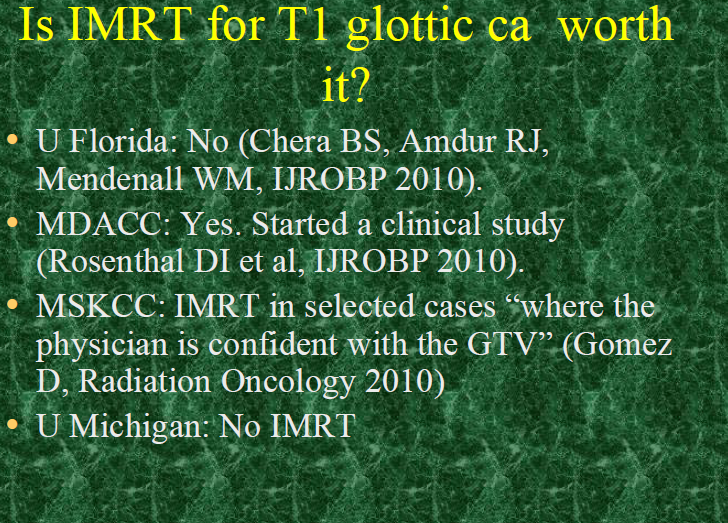 Is IMRT for T1 glottic ca worth
it?
• U Florida: No (Chera BS, Amdur RJ,
Mendenall WM, IJROBP 2010).
• MDACC: Yes. Started a clinical study
(Rosenthal DI et al, IJROBP 2010).
• MSKCC: IMRT in selected cases “where the
physician is confident with the GTV” (Gomez
D, Radiation Oncology 2010)
• U Michigan: No IMRT